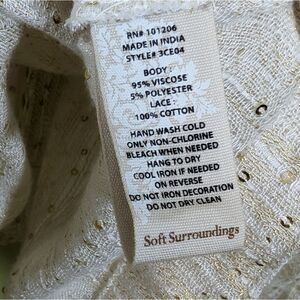 RN# 101206
MADE IN INDIA
STYLE# 3CE04
BODY:
95% VISCOSE
5% POLYESTER
LACE:
100% COTTON
HAND WASH COLD
ONLY NON-CHLORINE
BLEACH WHEN NEEDED
HANG TO DRY
COOL IRON IF NEEDED
ON REVERSE
DO NOT IRON DECORATION
DO NOT DRY CLEAN
Soft Surroundings